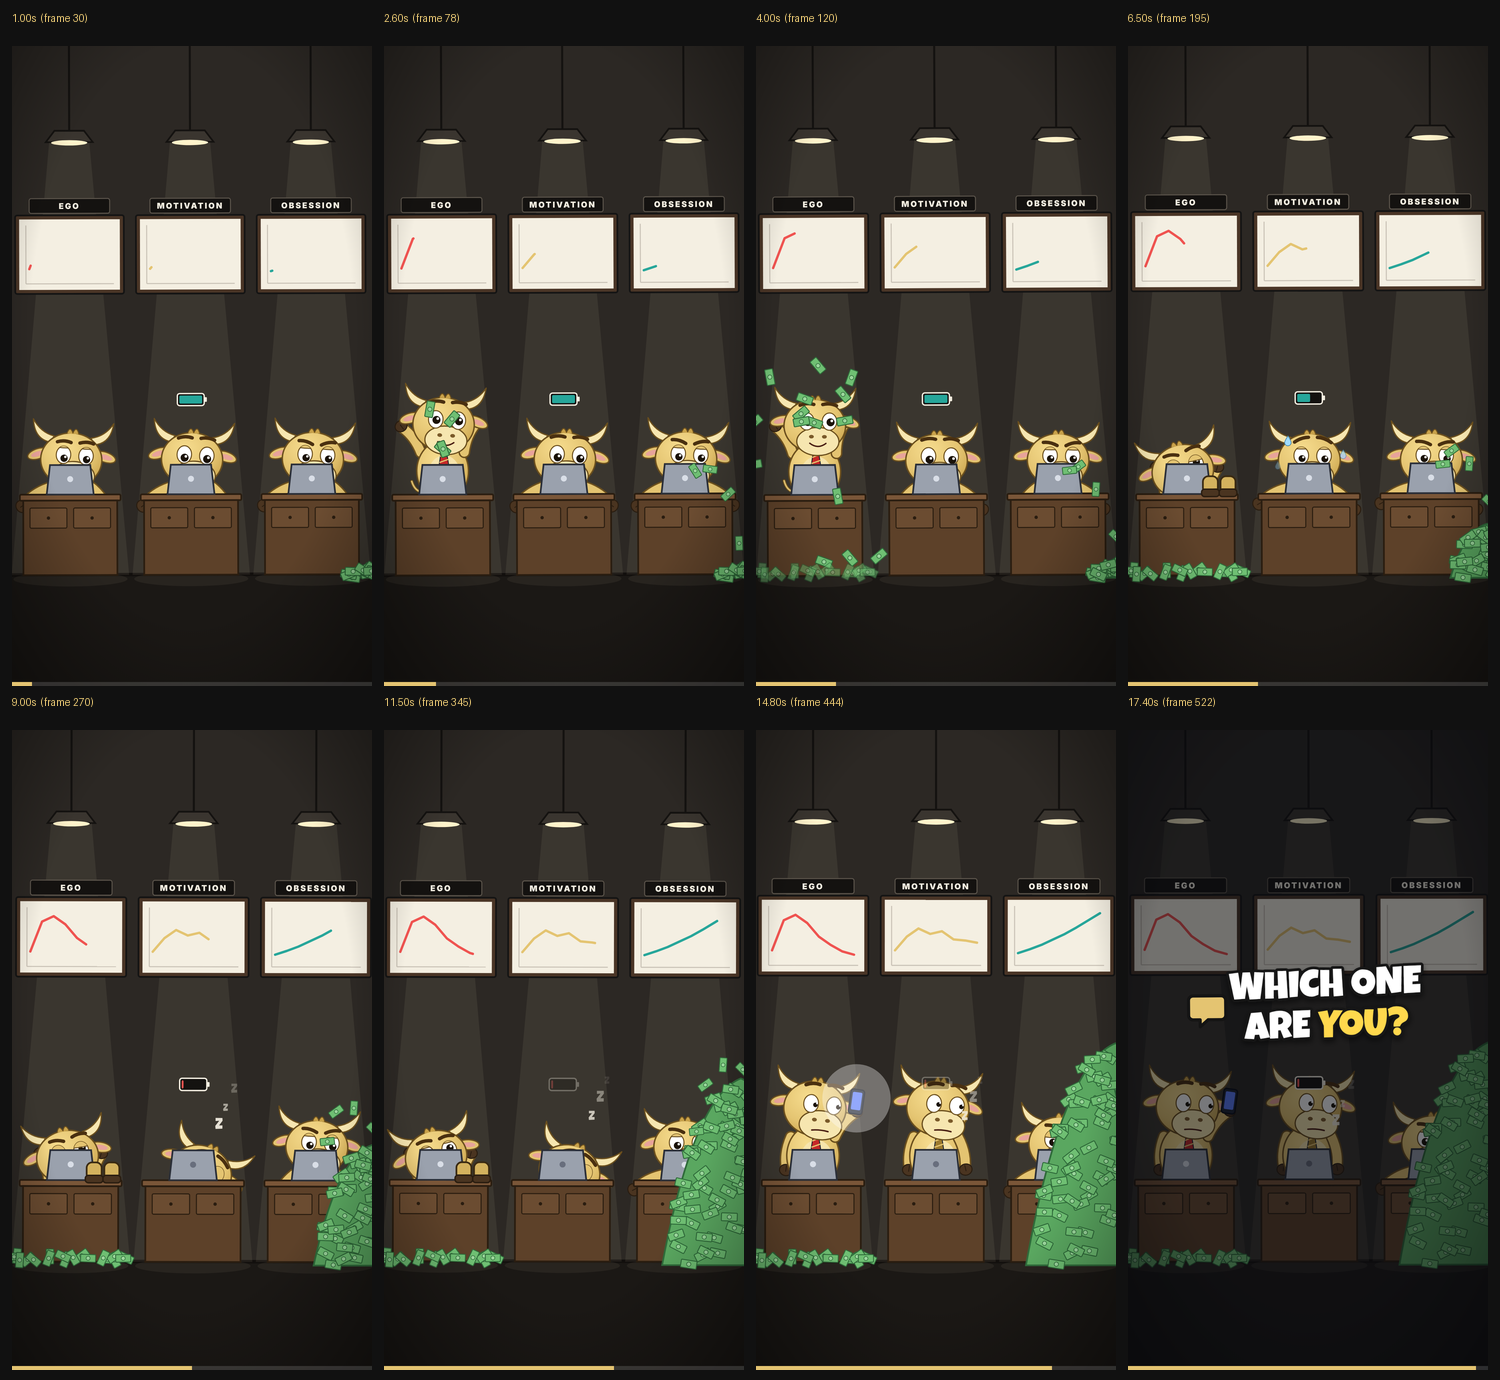 1.00s (frame 30)
2.60s (frame 78)
4.00s (frame 120)
6.50s (frame 195)
EGO
MOTIVATION
OBSESSION
EGO
MOTIVATION
OBSESSION
EGO
MOTIVATION
OBSESSION
EGO
MOTIVATION
OBSESSION
9.00s (frame 270)
11.50s (frame 345)
14.80s (frame 444)
17.40s (frame 522)
EGO
MOTIVATION
OBSESSION
Z
Z
Z
EGO
MOTIVATION
OBSESSION
Z
Z
Z
EGO
MOTIVATION
OBSESSION
Z
EGO
MOTIVATION
OBSESSION
WHICH ONE
ARE YOU?